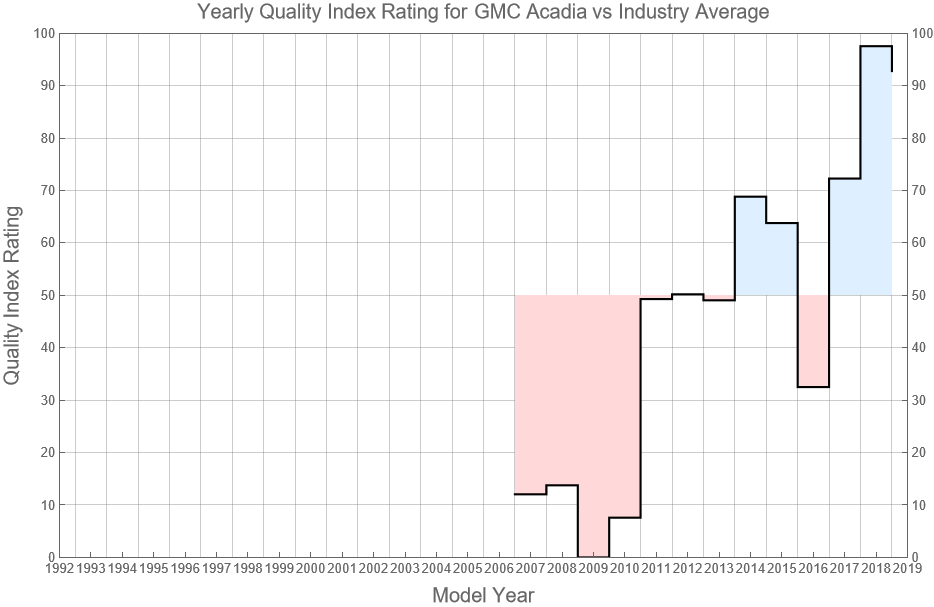 Yearly Quality Index Rating for GMC Acadia vs Industry Average
100 100
90 90
80 80
70 70
60 60
50 50
40 40
30 30
20 20
10 10
0 0
Quality Index Rating
1992 1993 1994 1995 1996 1997 1998 1999 2000 2001 2002 2003 2004 2005 2006 2007 2008 2009 2010 2011 2012 2013 2014 2015 2016 2017 2018 2019
Model Year